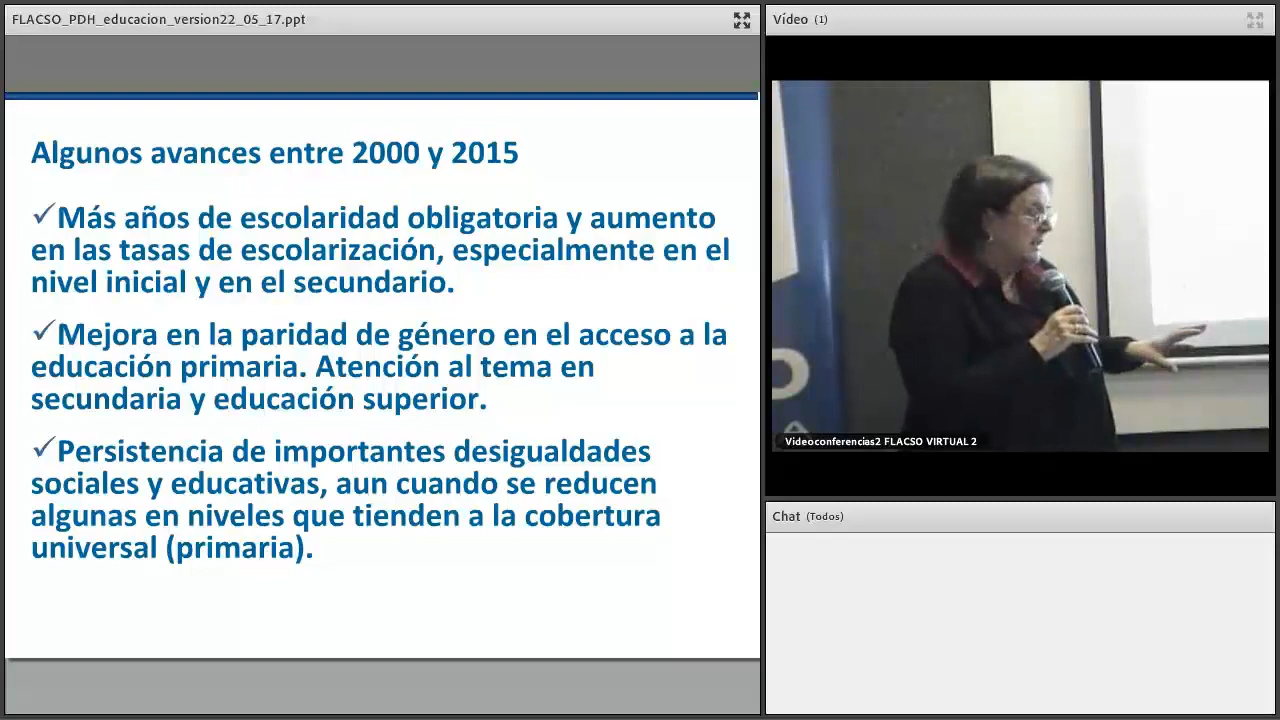 FLACSO_PDH_educacion_version22_05_17.ppt
Algunos avances entre 2000 y 2015
✓Más años de escolaridad obligatoria y aumento
en las tasas de escolarización, especialmente en el
nivel inicial y en el secundario.
✓Mejora en la paridad de género en el acceso a la
educación primaria. Atención al tema en
secundaria y educación superior.
✓Persistencia de importantes desigualdades
sociales y educativas, aun cuando se reducen
algunas en niveles que tienden a la cobertura
universal (primaria).
Vídeo (1)
Videoconferencias2 FLACSO VIRTUAL 2
Chat (Todos)